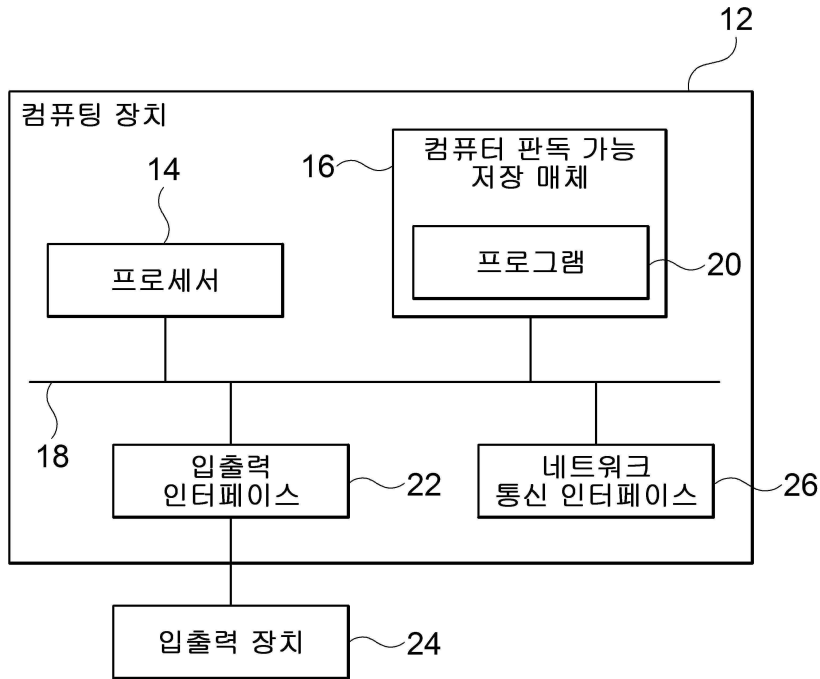 12
컴퓨팅 장치
14
프로세서
16
컴퓨터 판독 가능
저장 매체
프로그램
20
18
입출력
인터페이스
22
네트워크
통신 인터페이스
26
입출력 장치
24